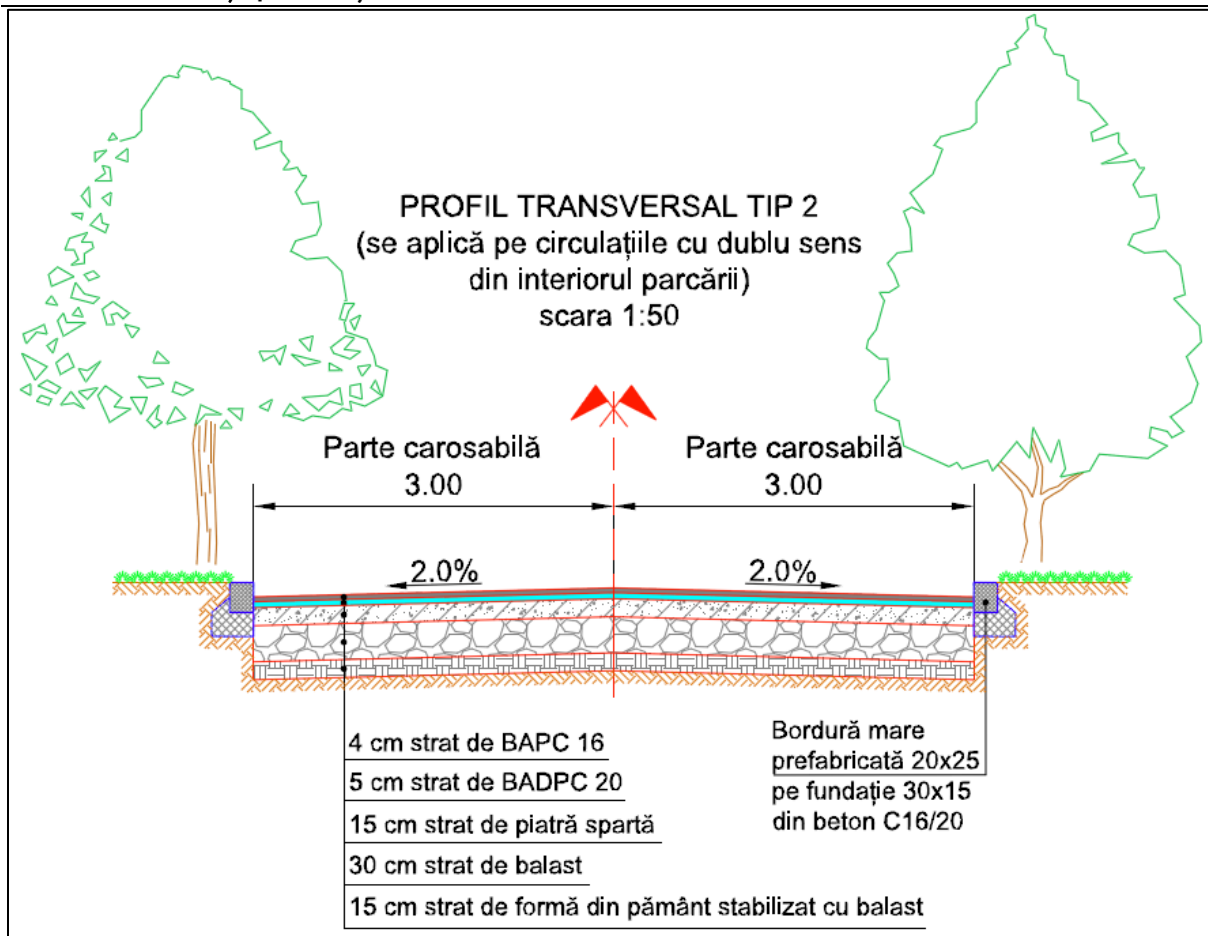 PROFIL TRANSVERSAL TIP 2
(se aplică pe circulațiile cu dublu sens
din interiorul parcării)
scara 1:50
Parte carosabilă
3.00
Parte carosabilă
3.00
2.0%
2.0%
4 cm strat de BAPC 16
5 cm strat de BADPC 20
15 cm strat de piatră spartă
30 cm strat de balast
15 cm strat de formă din pământ stabilizat cu balast
Bordură mare
prefabricată 20x25
pe fundație 30x15
din beton C16/20